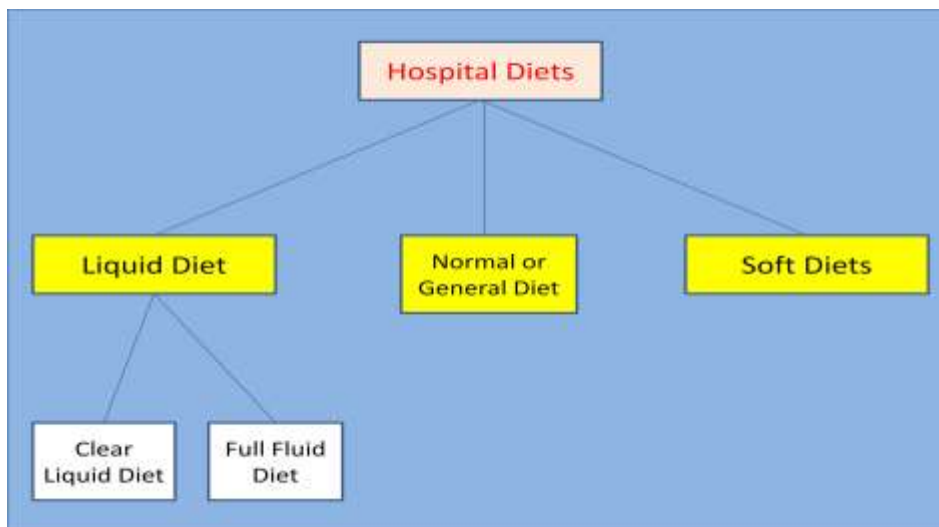 Hospital Diets
Liquid Diet
Normal or
General Diet
Soft Diets
Clear
Liquid Diet
Full Fluid
Diet